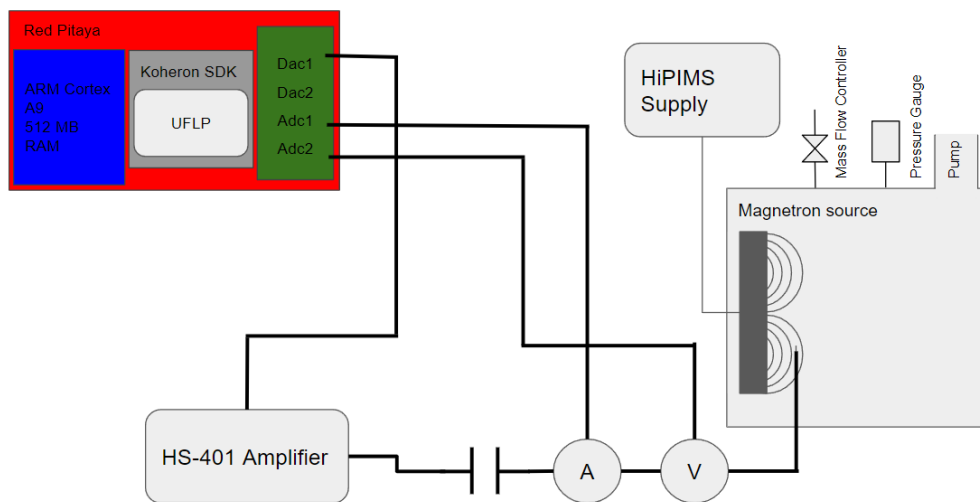 Red Pitaya
ARM Cortex
A9
512 MB
RAM
Koheron SDK
UFLP
Dac1
Dac2
Adc1
Adc2
HiPIMS
Supply
Mass Flow Controller
Pressure Gauge
Pump
Magnetron source
HS-401 Amplifier
A
V